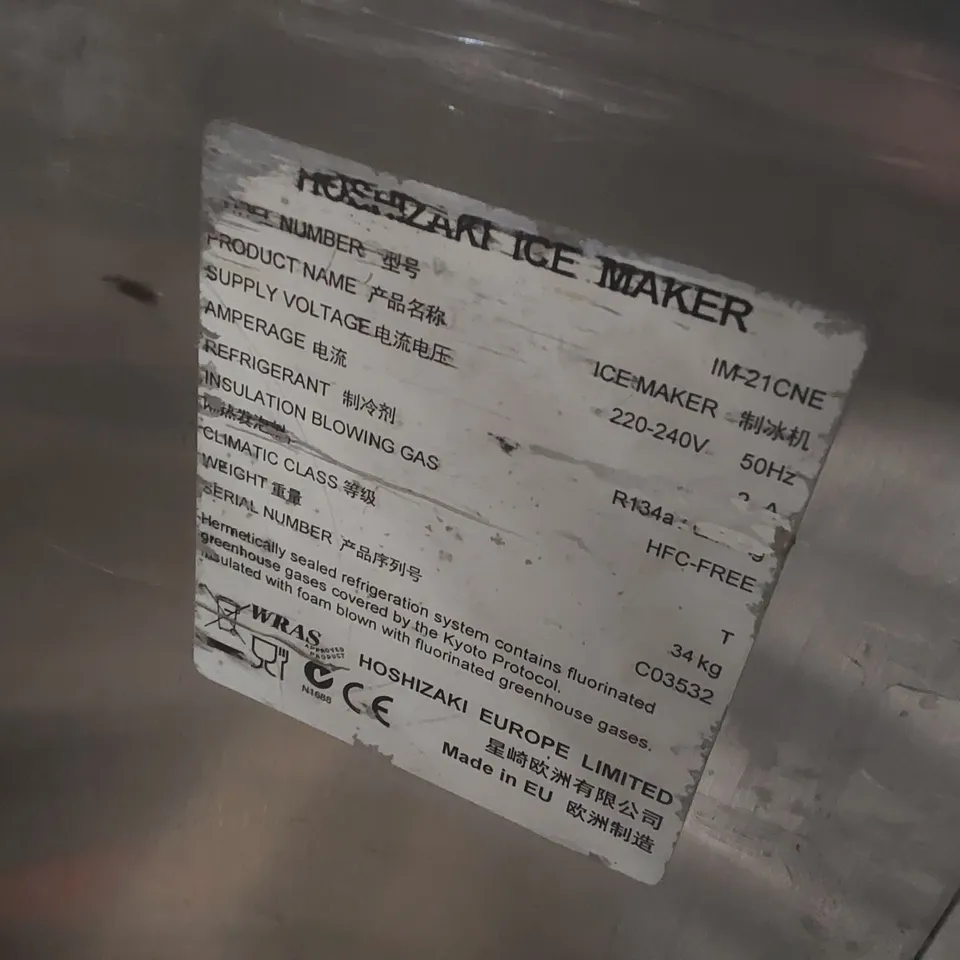 HOSHIZAKI ICE MAKER
NUMBER 型号 IM-21CNE
PRODUCT NAME 产品名称 ICE MAKER 制冰机
SUPPLY VOLTAGE 电流电压 220-240V 50Hz
AMPERAGE 电流 A
REFRIGERANT 制冷剂 R134a
INSULATION BLOWING GAS HFC-FREE
CLIMATIC CLASS 等级 T
WEIGHT 重量 34 kg
SERIAL NUMBER 产品序列号 C03532
Hermetically sealed refrigeration system contains fluorinated
greenhouse gases covered by the Kyoto Protocol.
Insulated with foam blown with fluorinated greenhouse gases.
WRAS
APPROVED
PRODUCT
N1688
CE
HOSHIZAKI EUROPE LIMITED
星崎欧洲有限公司
Made in EU 欧洲制造